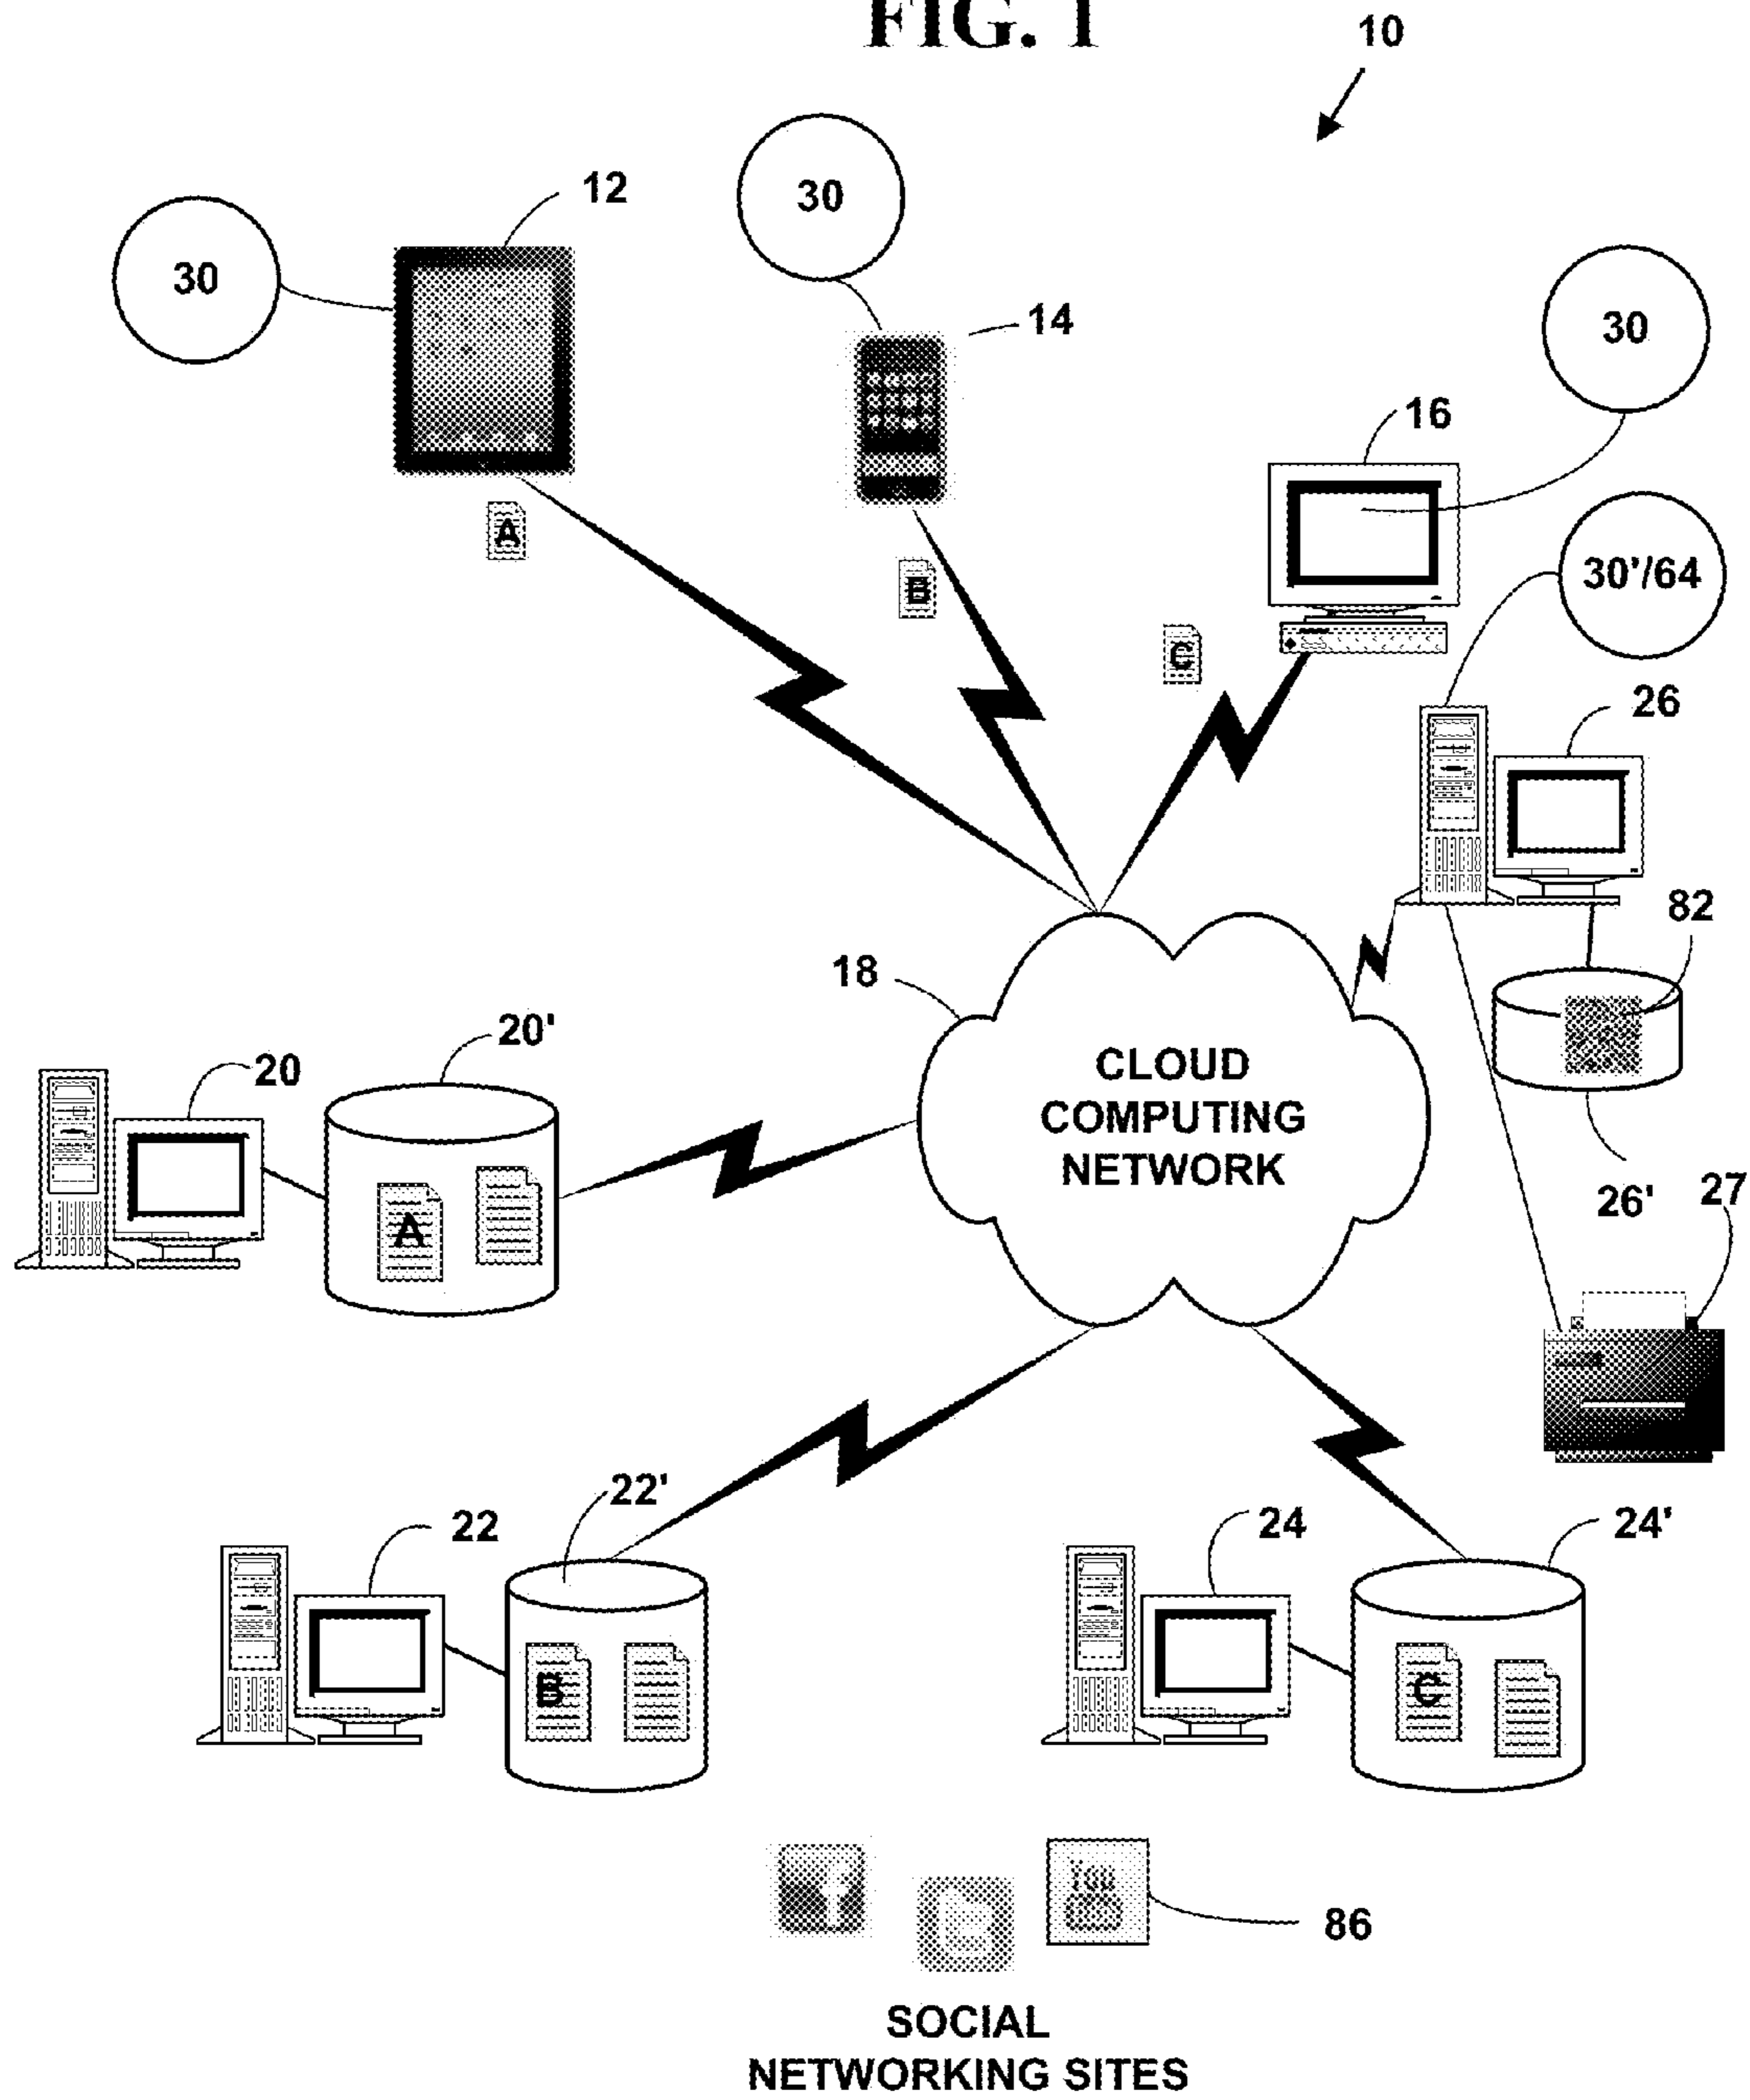 FIG. 1
10
12
30
30
14
30
16
30'/64
26
A
B
C
82
18
CLOUD
COMPUTING
NETWORK
20'
20
26'
27
A
22'
22
24
24'
B
C
f
t
You
86
SOCIAL
NETWORKING SITES